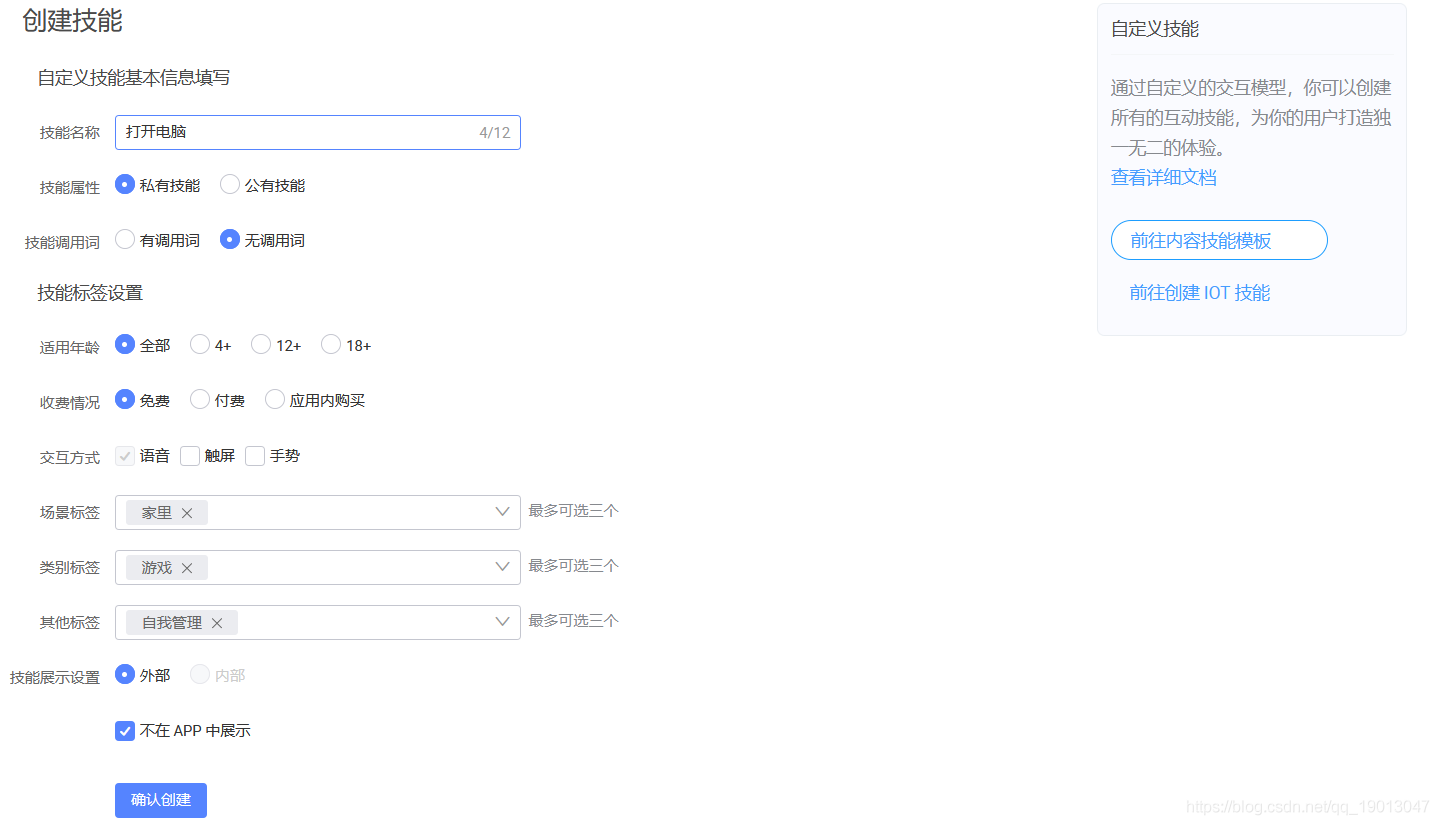 创建技能
自定义技能基本信息填写
技能名称 打开电脑 4/12
技能属性 私有技能 公有技能
技能调用词 有调用词 无调用词
技能标签设置
适用年龄 全部 4+ 12+ 18+
收费情况 免费 付费 应用内购买
交互方式 语音 触屏 手势
场景标签 家里 最多可选三个
类别标签 游戏 最多可选三个
其他标签 自我管理 最多可选三个
技能展示设置 外部 内部
不在 APP 中展示
确认创建
自定义技能
通过自定义的交互模型，你可以创建
所有的互动技能，为你的用户打造独
一无二的体验。
查看详细文档
前往内容技能模板
前往创建 IOT 技能
https://blog.csdn.net/qq_19013047